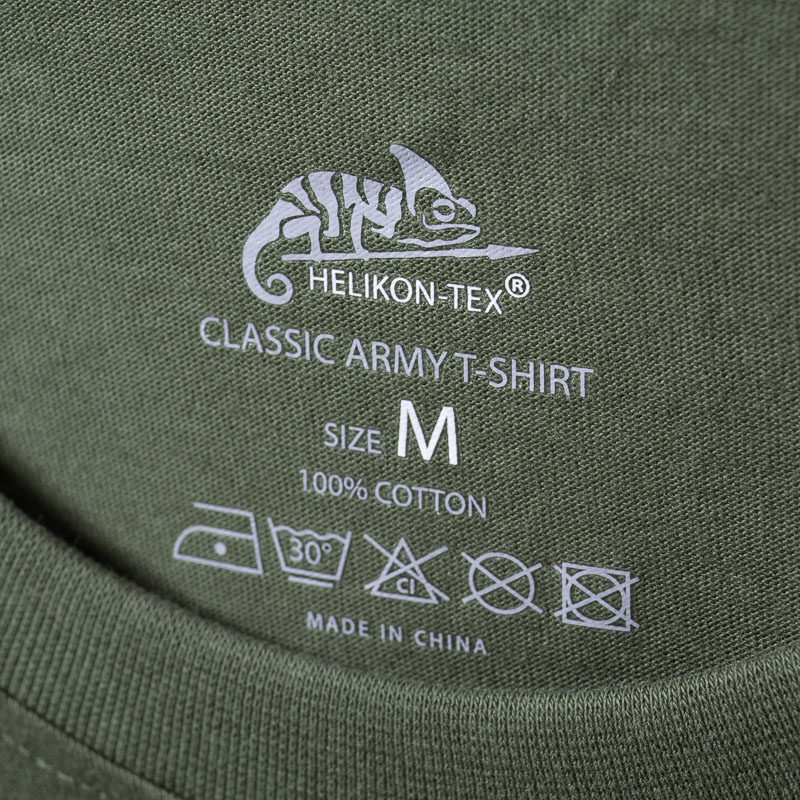 HELIKON-TEX®
CLASSIC ARMY T-SHIRT
SIZE M
100% COTTON
30° Cl
MADE IN CHINA